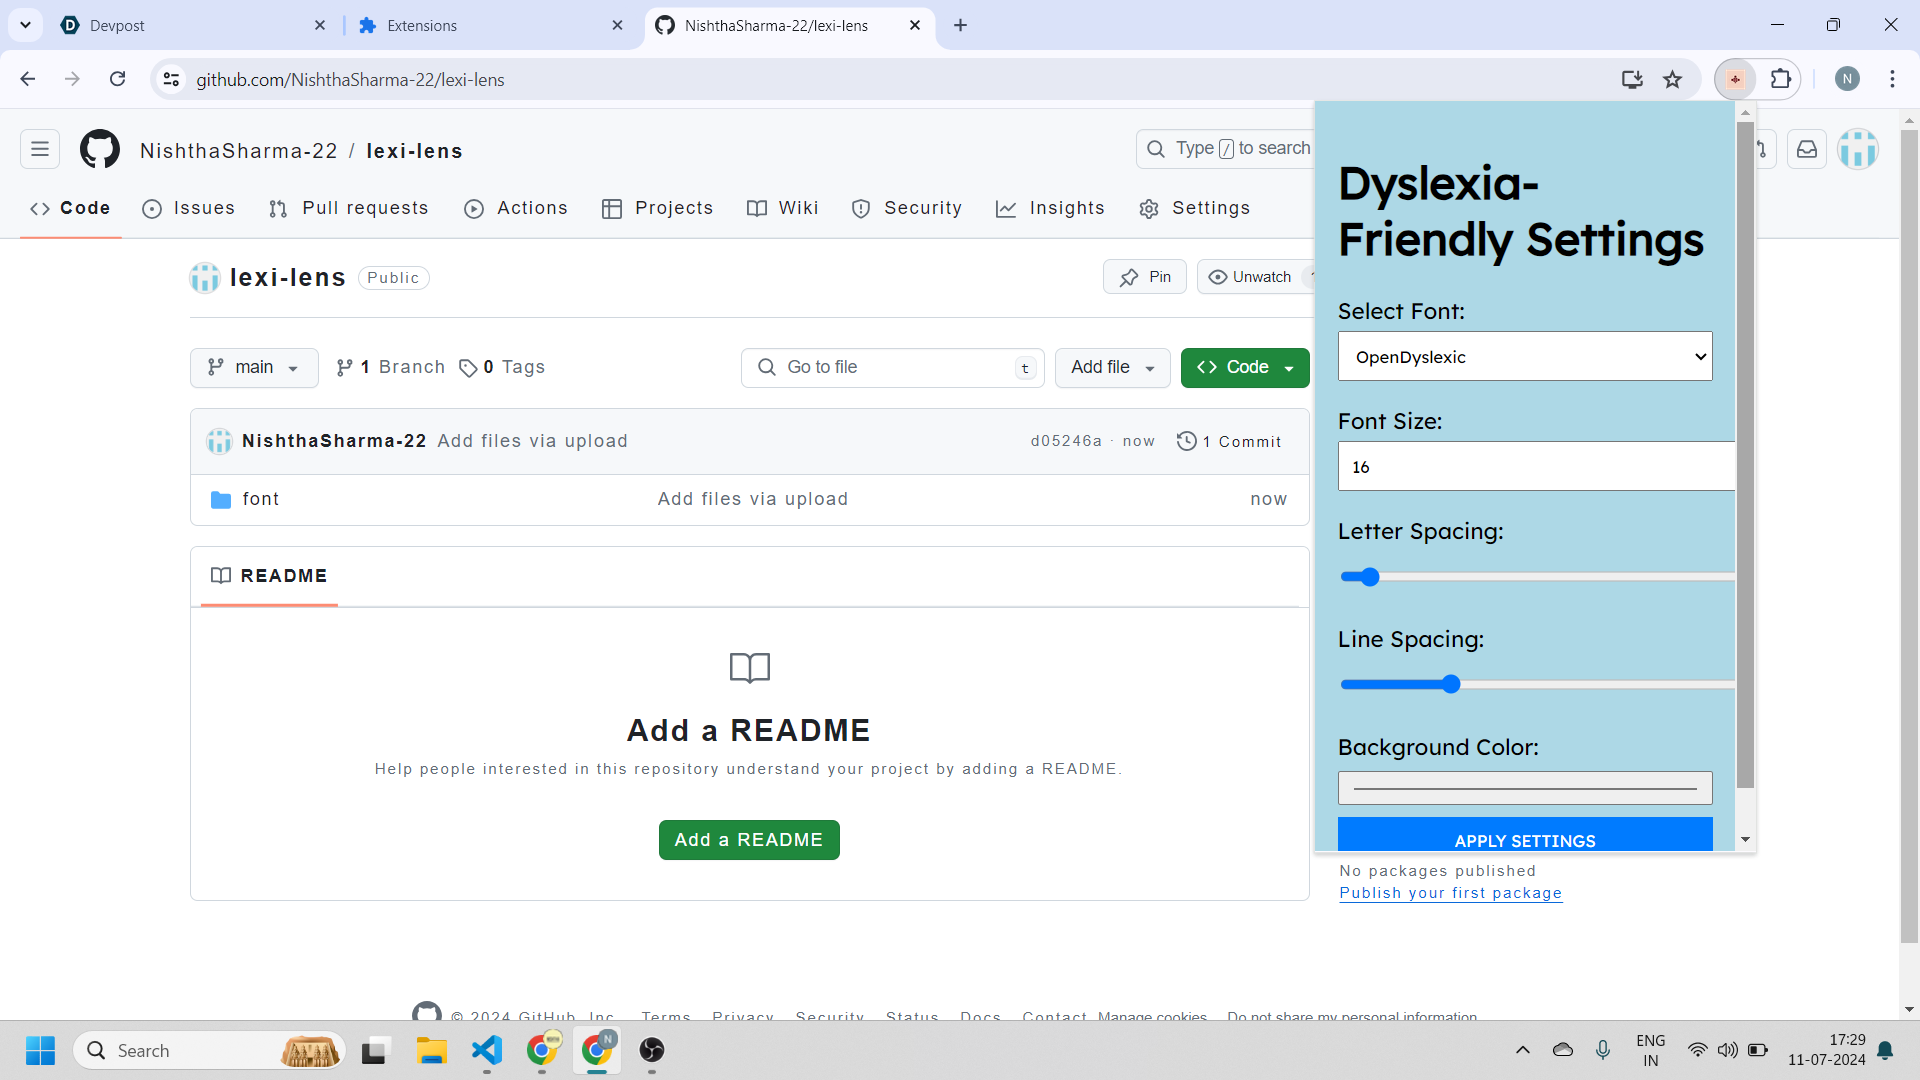 Devpost
Extensions
NishthaSharma-22/lexi-lens
github.com/NishthaSharma-22/lexi-lens
N
NishthaSharma-22 / lexi-lens
Type / to search
Code
Issues
Pull requests
Actions
Projects
Wiki
Security
Insights
Settings
lexi-lens Public
Pin
Unwatch
main
1 Branch
0 Tags
Go to file t
Add file
Code
NishthaSharma-22 Add files via upload
d05246a · now
1 Commit
font Add files via upload now
README
Add a README
Help people interested in this repository understand your project by adding a README.
Add a README
Dyslexia-
Friendly Settings
Select Font:
OpenDyslexic
Font Size:
16
Letter Spacing:
Line Spacing:
Background Color:
APPLY SETTINGS
No packages published
Publish your first package
© 2024 GitHub, Inc. Terms Privacy Security Status Docs Contact Manage cookies Do not share my personal information
Search
N
ENG
IN
17:29
11-07-2024